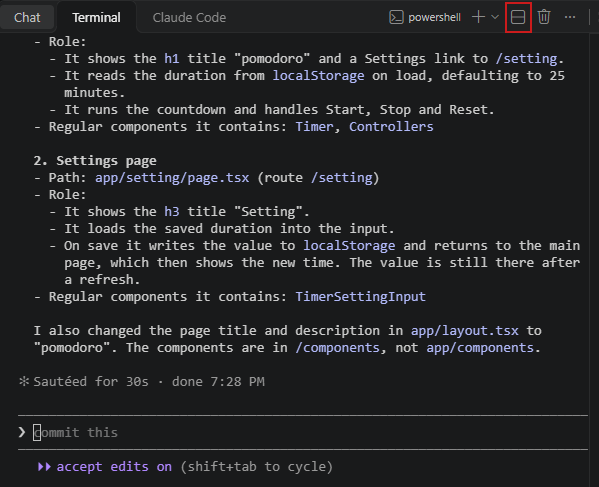 Chat Terminal Claude Code powershell
- Role:
- It shows the h1 title "pomodoro" and a Settings link to /setting.
- It reads the duration from localStorage on load, defaulting to 25
minutes.
- It runs the countdown and handles Start, Stop and Reset.
- Regular components it contains: Timer, Controllers
2. Settings page
- Path: app/setting/page.tsx (route /setting)
- Role:
- It shows the h3 title "Setting".
- It loads the saved duration into the input.
- On save it writes the value to localStorage and returns to the main
page, which then shows the new time. The value is still there after
a refresh.
- Regular components it contains: TimerSettingInput
I also changed the page title and description in app/layout.tsx to
"pomodoro". The components are in /components, not app/components.
✻ Sautéed for 30s · done 7:28 PM
❯ commit this
⏵⏵ accept edits on (shift+tab to cycle)